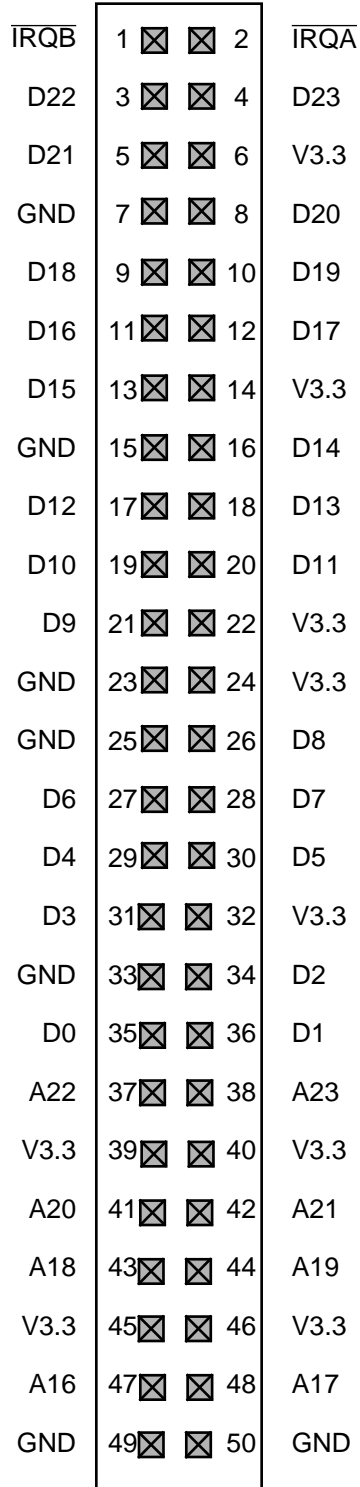 IRQB 1 2 IRQA
D22 3 4 D23
D21 5 6 V3.3
GND 7 8 D20
D18 9 10 D19
D16 11 12 D17
D15 13 14 V3.3
GND 15 16 D14
D12 17 18 D13
D10 19 20 D11
D9 21 22 V3.3
GND 23 24 V3.3
GND 25 26 D8
D6 27 28 D7
D4 29 30 D5
D3 31 32 V3.3
GND 33 34 D2
D0 35 36 D1
A22 37 38 A23
V3.3 39 40 V3.3
A20 41 42 A21
A18 43 44 A19
V3.3 45 46 V3.3
A16 47 48 A17
GND 49 50 GND